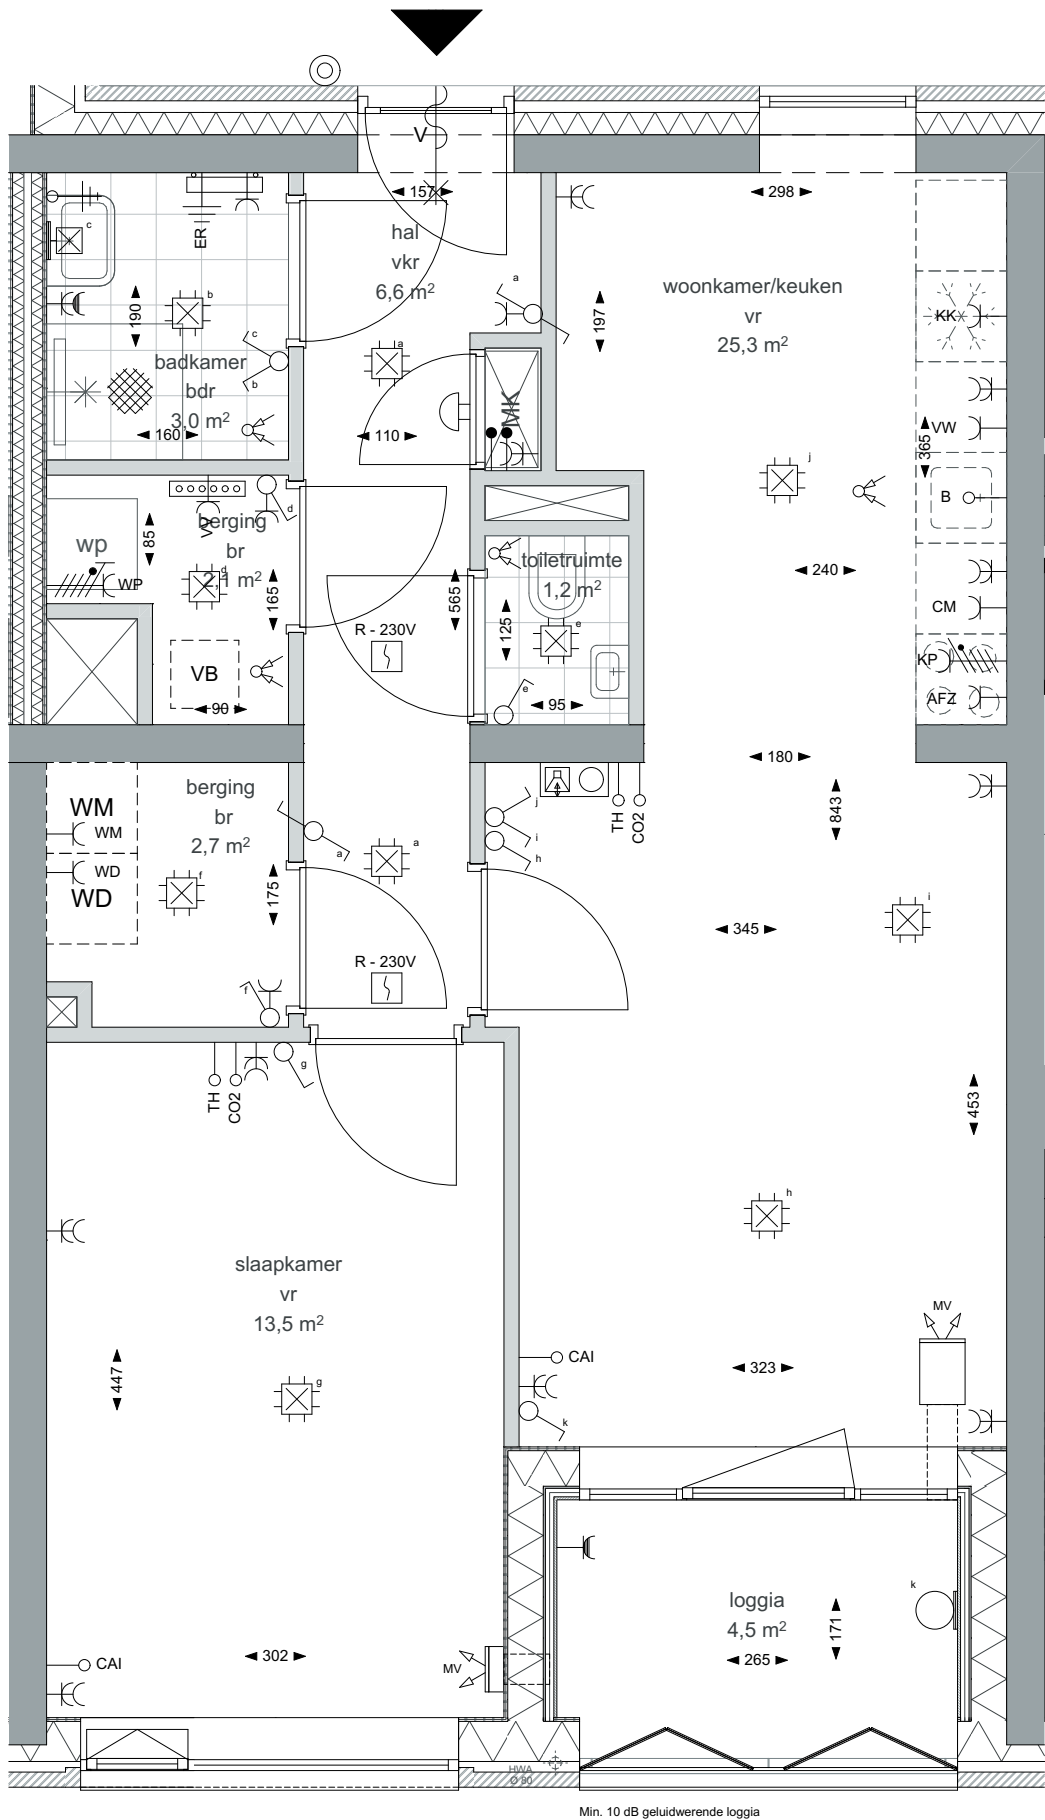 V
157
298
c
ER
hal
vkr
6,6 m²
woonkamer/keuken
vr
25,3 m²
b
190
a
197
KK
c
badkamer
bdr
3,0 m²
b
a
160
110
MK
VW
365
j
B
d
berging
br
2,1 m²
d
85
wp
WP
165
565
toiletruimte
1,2 m²
240
125
e
CM
R - 230V
KP
VB
AFZ
90
e
95
180
berging
br
2,7 m²
WM
WM
WD
WD
j
i
h
TH
CO2
843
a
a
f
175
345
i
R - 230V
f
g
TH
CO2
453
h
slaapkamer
vr
13,5 m²
MV
447
CAI
323
g
k
k
loggia
4,5 m²
171
265
CAI
302
MV
HWA
Ø 80
Min. 10 dB geluidwerende loggia